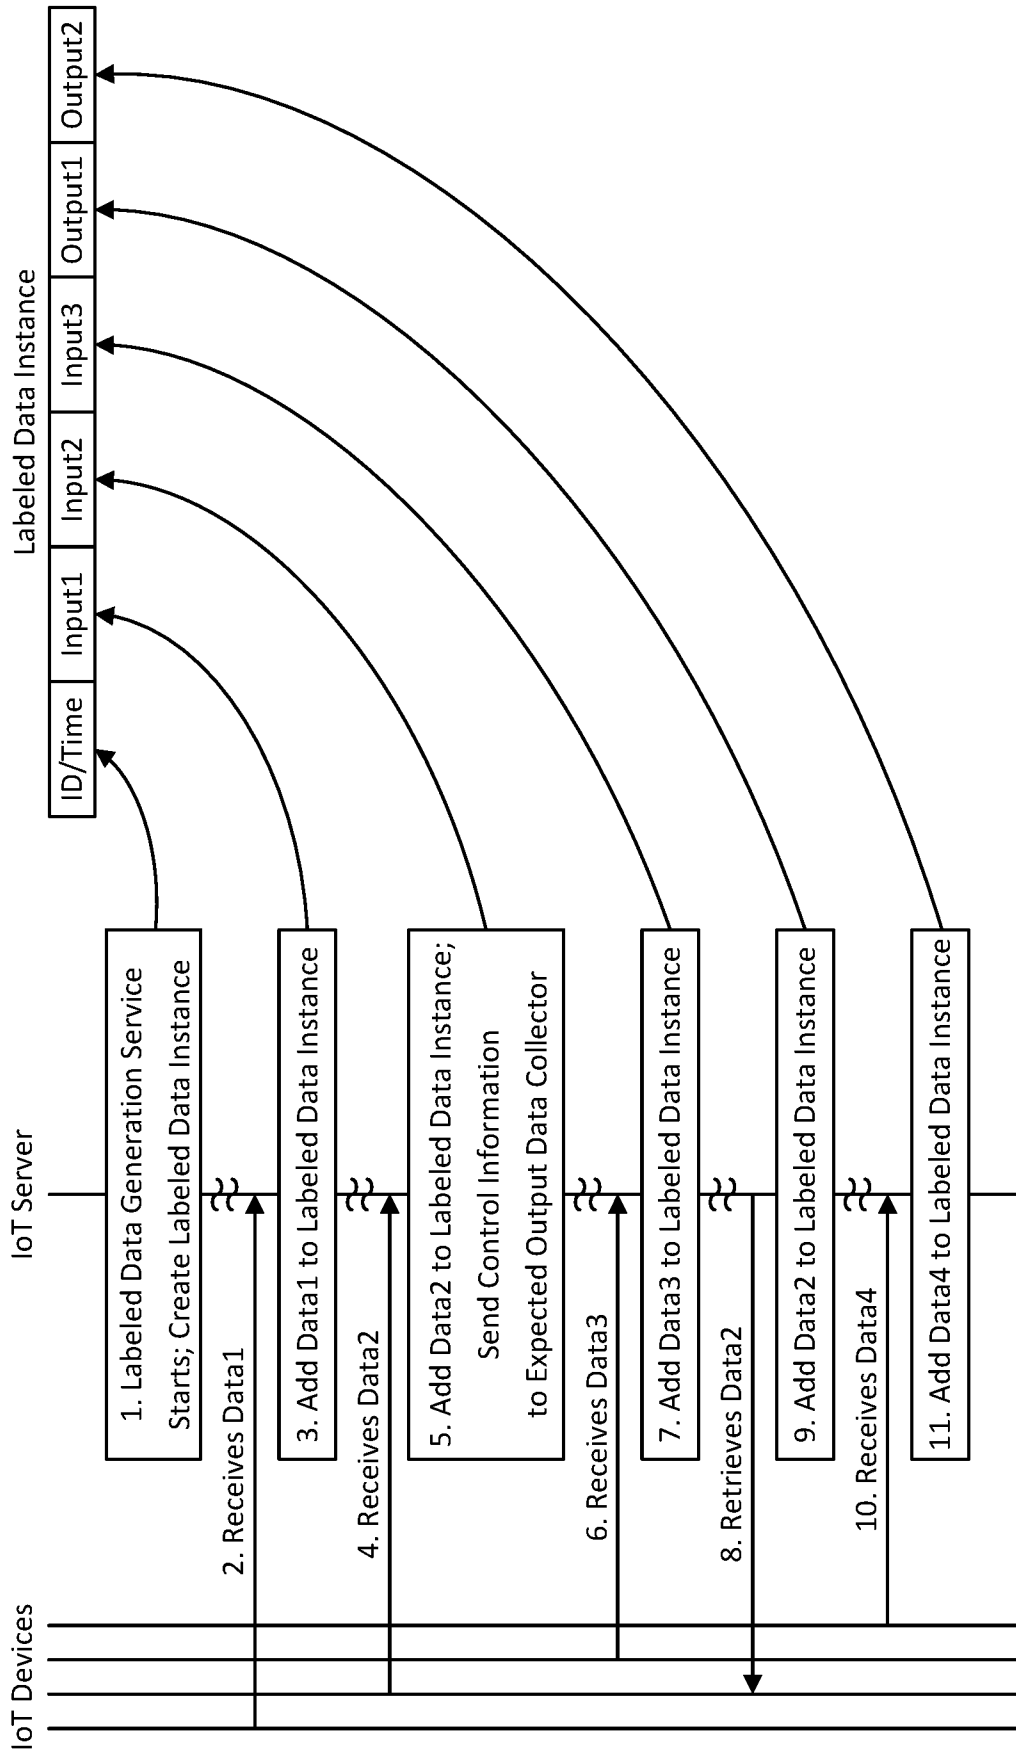 IoT Devices
IoT Server
Labeled Data Instance
ID/Time
Input1
Input2
Input3
Output1
Output2
1. Labeled Data Generation Service
Starts; Create Labeled Data Instance
2. Receives Data1
3. Add Data1 to Labeled Data Instance
4. Receives Data2
5. Add Data2 to Labeled Data Instance;
Send Control Information
to Expected Output Data Collector
6. Receives Data3
7. Add Data3 to Labeled Data Instance
8. Retrieves Data2
9. Add Data2 to Labeled Data Instance
10. Receives Data4
11. Add Data4 to Labeled Data Instance